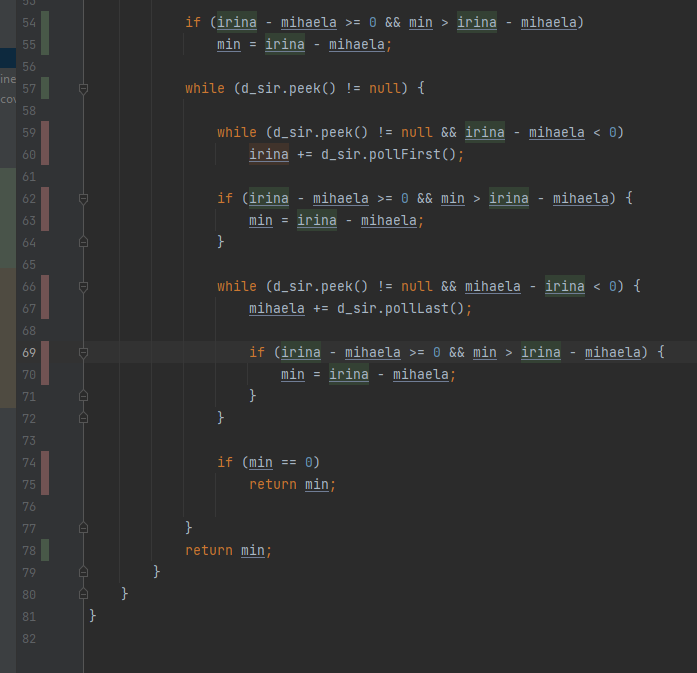 53
54 if (irina - mihaela >= 0 && min > irina - mihaela)
55 min = irina - mihaela;
56
ine
57 while (d_sir.peek() != null) {
cov
58
59 while (d_sir.peek() != null && irina - mihaela < 0)
60 irina += d_sir.pollFirst();
61
62 if (irina - mihaela >= 0 && min > irina - mihaela) {
63 min = irina - mihaela;
64 }
65
66 while (d_sir.peek() != null && mihaela - irina < 0) {
67 mihaela += d_sir.pollLast();
68
69 if (irina - mihaela >= 0 && min > irina - mihaela) {
70 min = irina - mihaela;
71 }
72 }
73
74 if (min == 0)
75 return min;
76
77 }
78 return min;
79 }
80 }
81 }
82